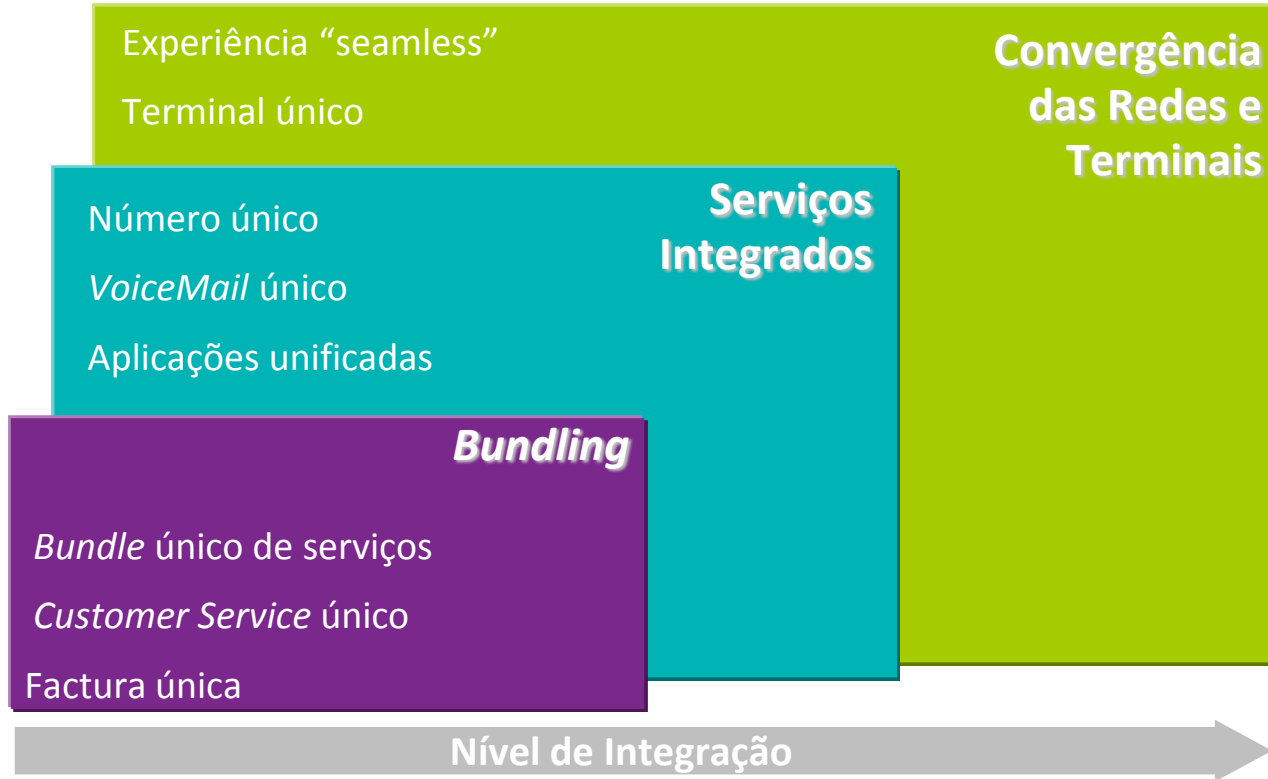 Experiência “seamless”
Terminal único
Convergência
das Redes e
Terminais
Número único
VoiceMail único
Aplicações unificadas
Serviços
Integrados
Bundling
Bundle único de serviços
Customer Service único
Factura única
Nível de Integração